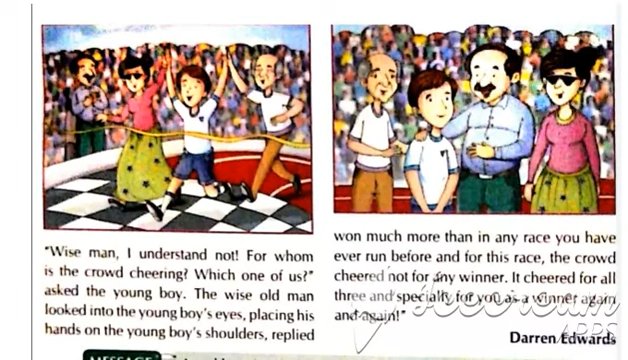 "Wise man, I understand not! For whom
is the crowd cheering? Which one of us?"
asked the young boy. The wise old man
looked into the young boy's eyes, placing his
hands on the young boy's shoulders, replied
won much more than in any race you have
ever run before and for this race, the crowd
cheered not for any winner. It cheered for all
three and specially for you as a winner again
and again!"
Darren Edwards
MESSAGE